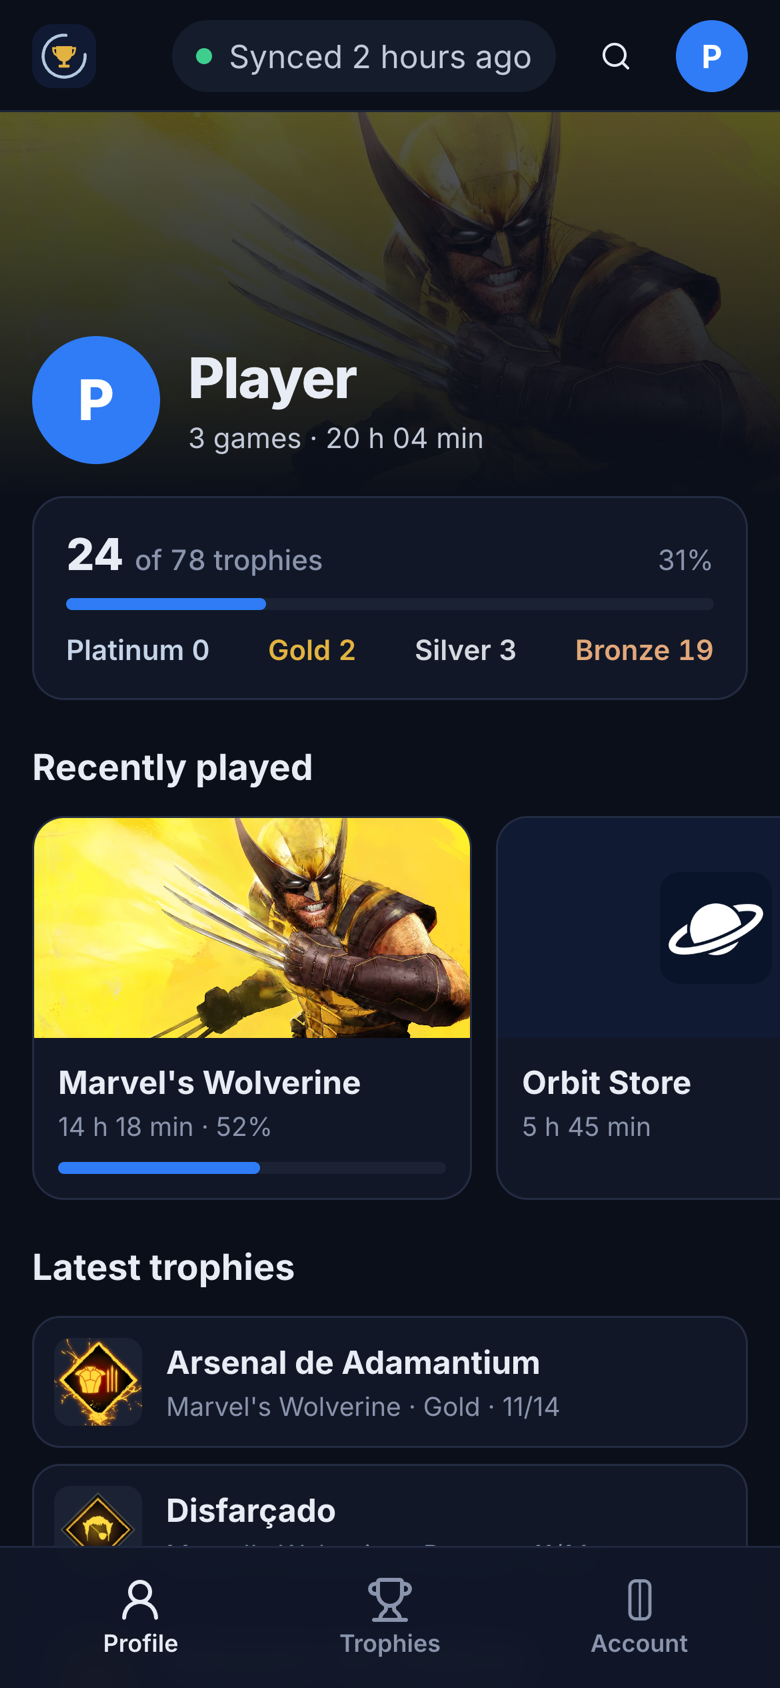 Synced 2 hours ago
P
P
Player
3 games · 20 h 04 min
24 of 78 trophies
31%
Platinum 0
Gold 2
Silver 3
Bronze 19
Recently played
Marvel's Wolverine
14 h 18 min · 52%
Orbit Store
5 h 45 min
Latest trophies
Arsenal de Adamantium
Marvel's Wolverine · Gold · 11/14
Disfarçado
Profile
Trophies
Account